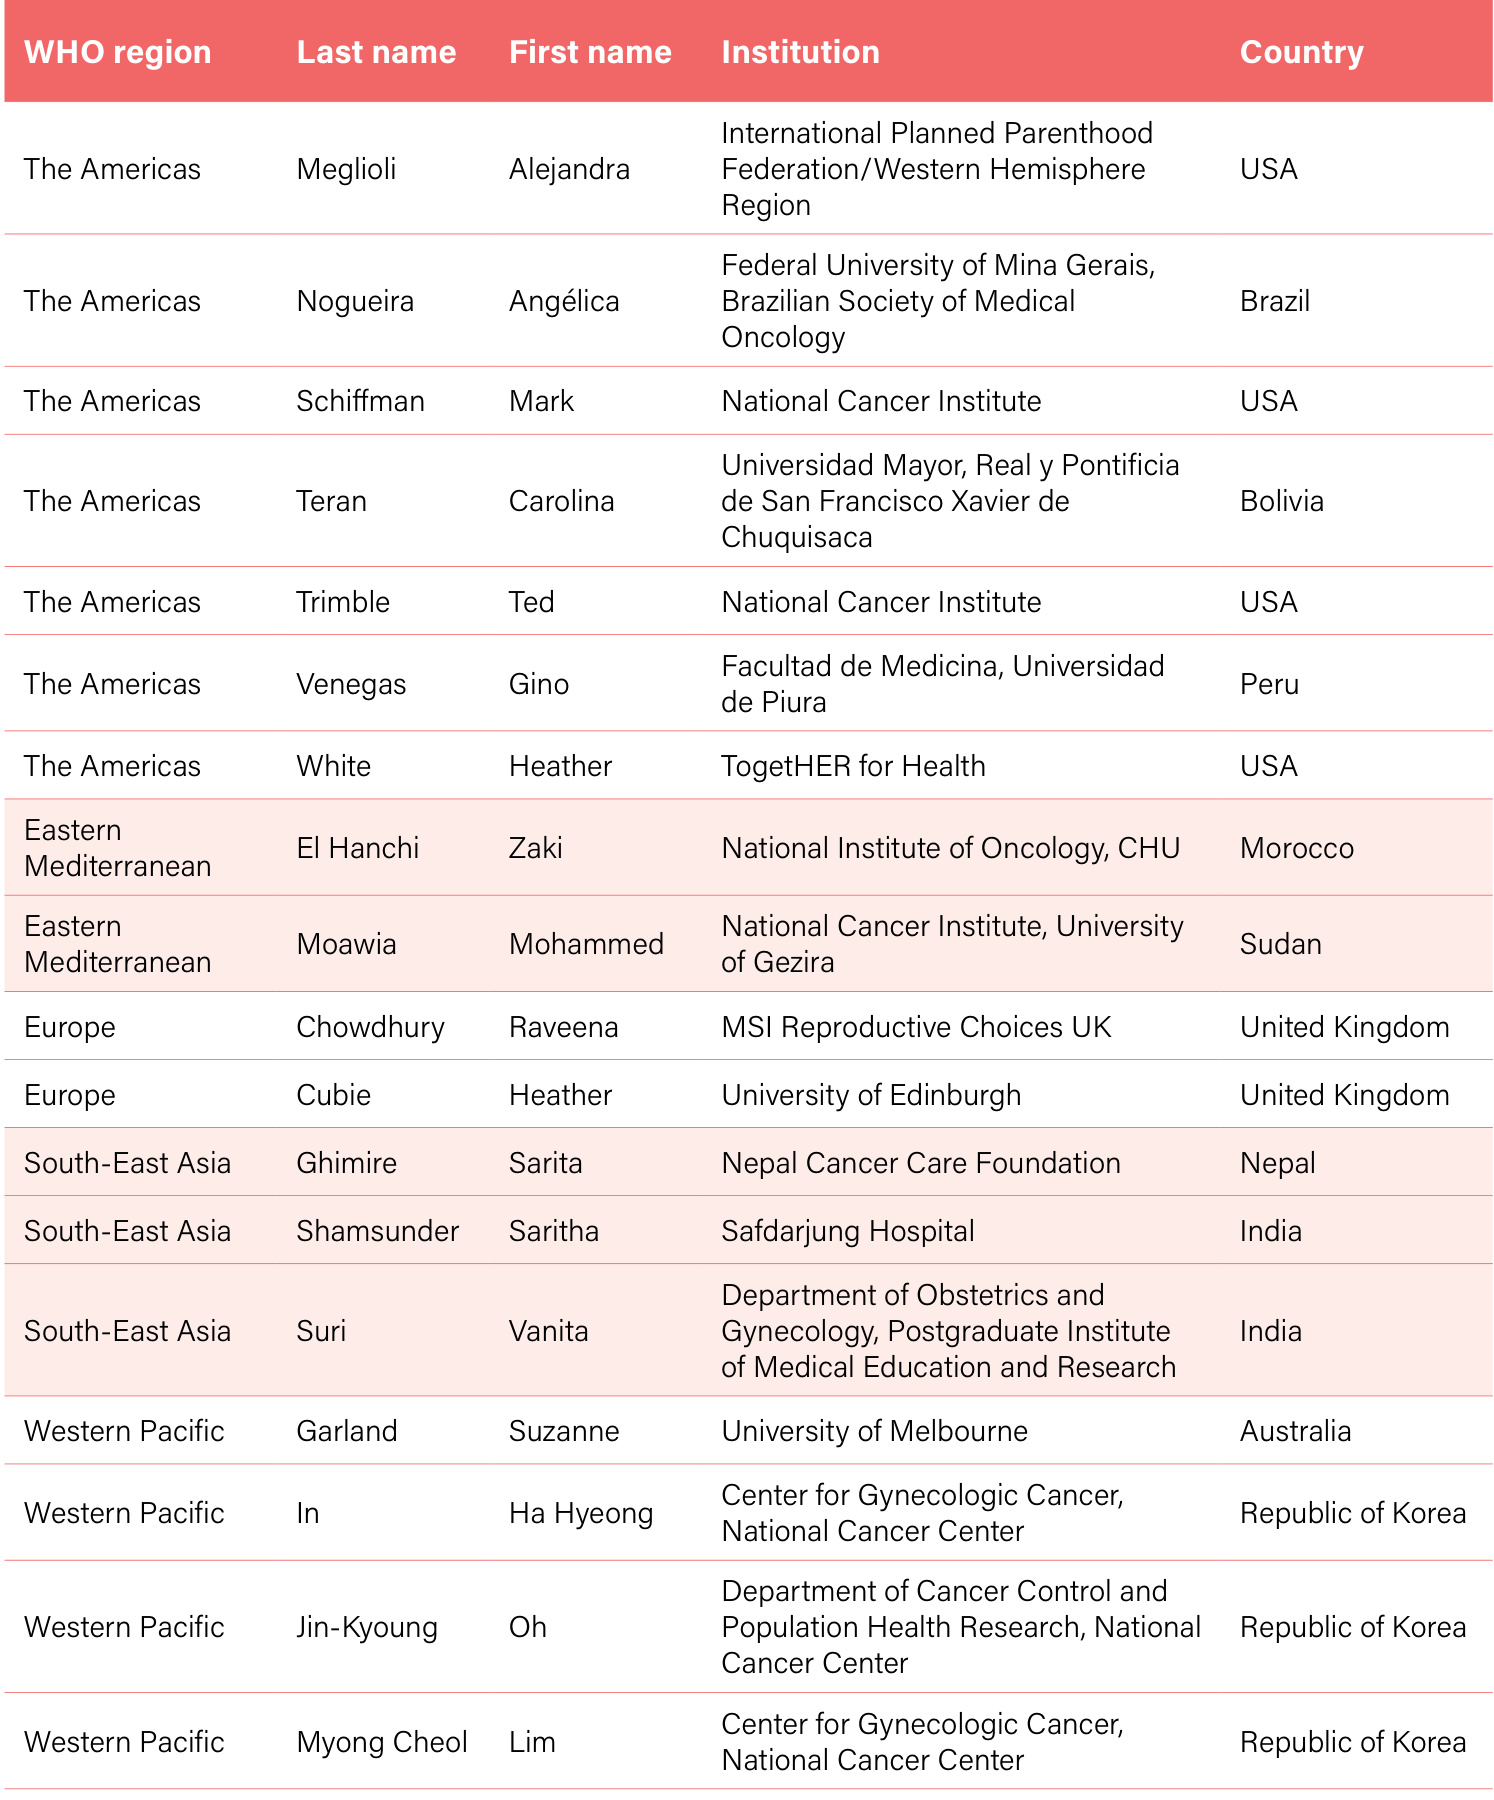 WHO region Last name First name Institution Country
International Planned Parenthood
The Americas Meglioli Alejandra Federation/Western Hemisphere USA
Region
Federal University of Mina Gerais,
The Americas Nogueira Angélica Brazilian Society of Medical Brazil
Oncology
The Americas Schiffman Mark National Cancer Institute USA
Universidad Mayor, Real y Pontificia
The Americas Teran Carolina de San Francisco Xavier de Bolivia
Chuquisaca
The Americas Trimble Ted National Cancer Institute USA
Facultad de Medicina, Universidad
The Americas Venegas Gino Peru
de Piura
The Americas White Heather TogetHER for Health USA
Eastern
Mediterranean
El Hanchi Zaki National Institute of Oncology, CHU Morocco
Eastern
Mediterranean
Moawia Mohammed
National Cancer Institute, University
of Gezira
Sudan
Europe Chowdhury Raveena MSI Reproductive Choices UK United Kingdom
Europe Cubie Heather University of Edinburgh United Kingdom
South-East Asia Ghimire Sarita Nepal Cancer Care Foundation Nepal
South-East Asia Shamsunder Saritha Safdarjung Hospital India
Department of Obstetrics and
South-East Asia Suri Vanita Gynecology, Postgraduate Institute India
of Medical Education and Research
Western Pacific Garland Suzanne University of Melbourne Australia
Western Pacific In Ha Hyeong
Center for Gynecologic Cancer,
National Cancer Center
Republic of Korea
Department of Cancer Control and
Western Pacific Jin-Kyoung Oh Population Health Research, National Republic of Korea
Cancer Center
Western Pacific Myong Cheol Lim
Center for Gynecologic Cancer,
National Cancer Center
Republic of Korea